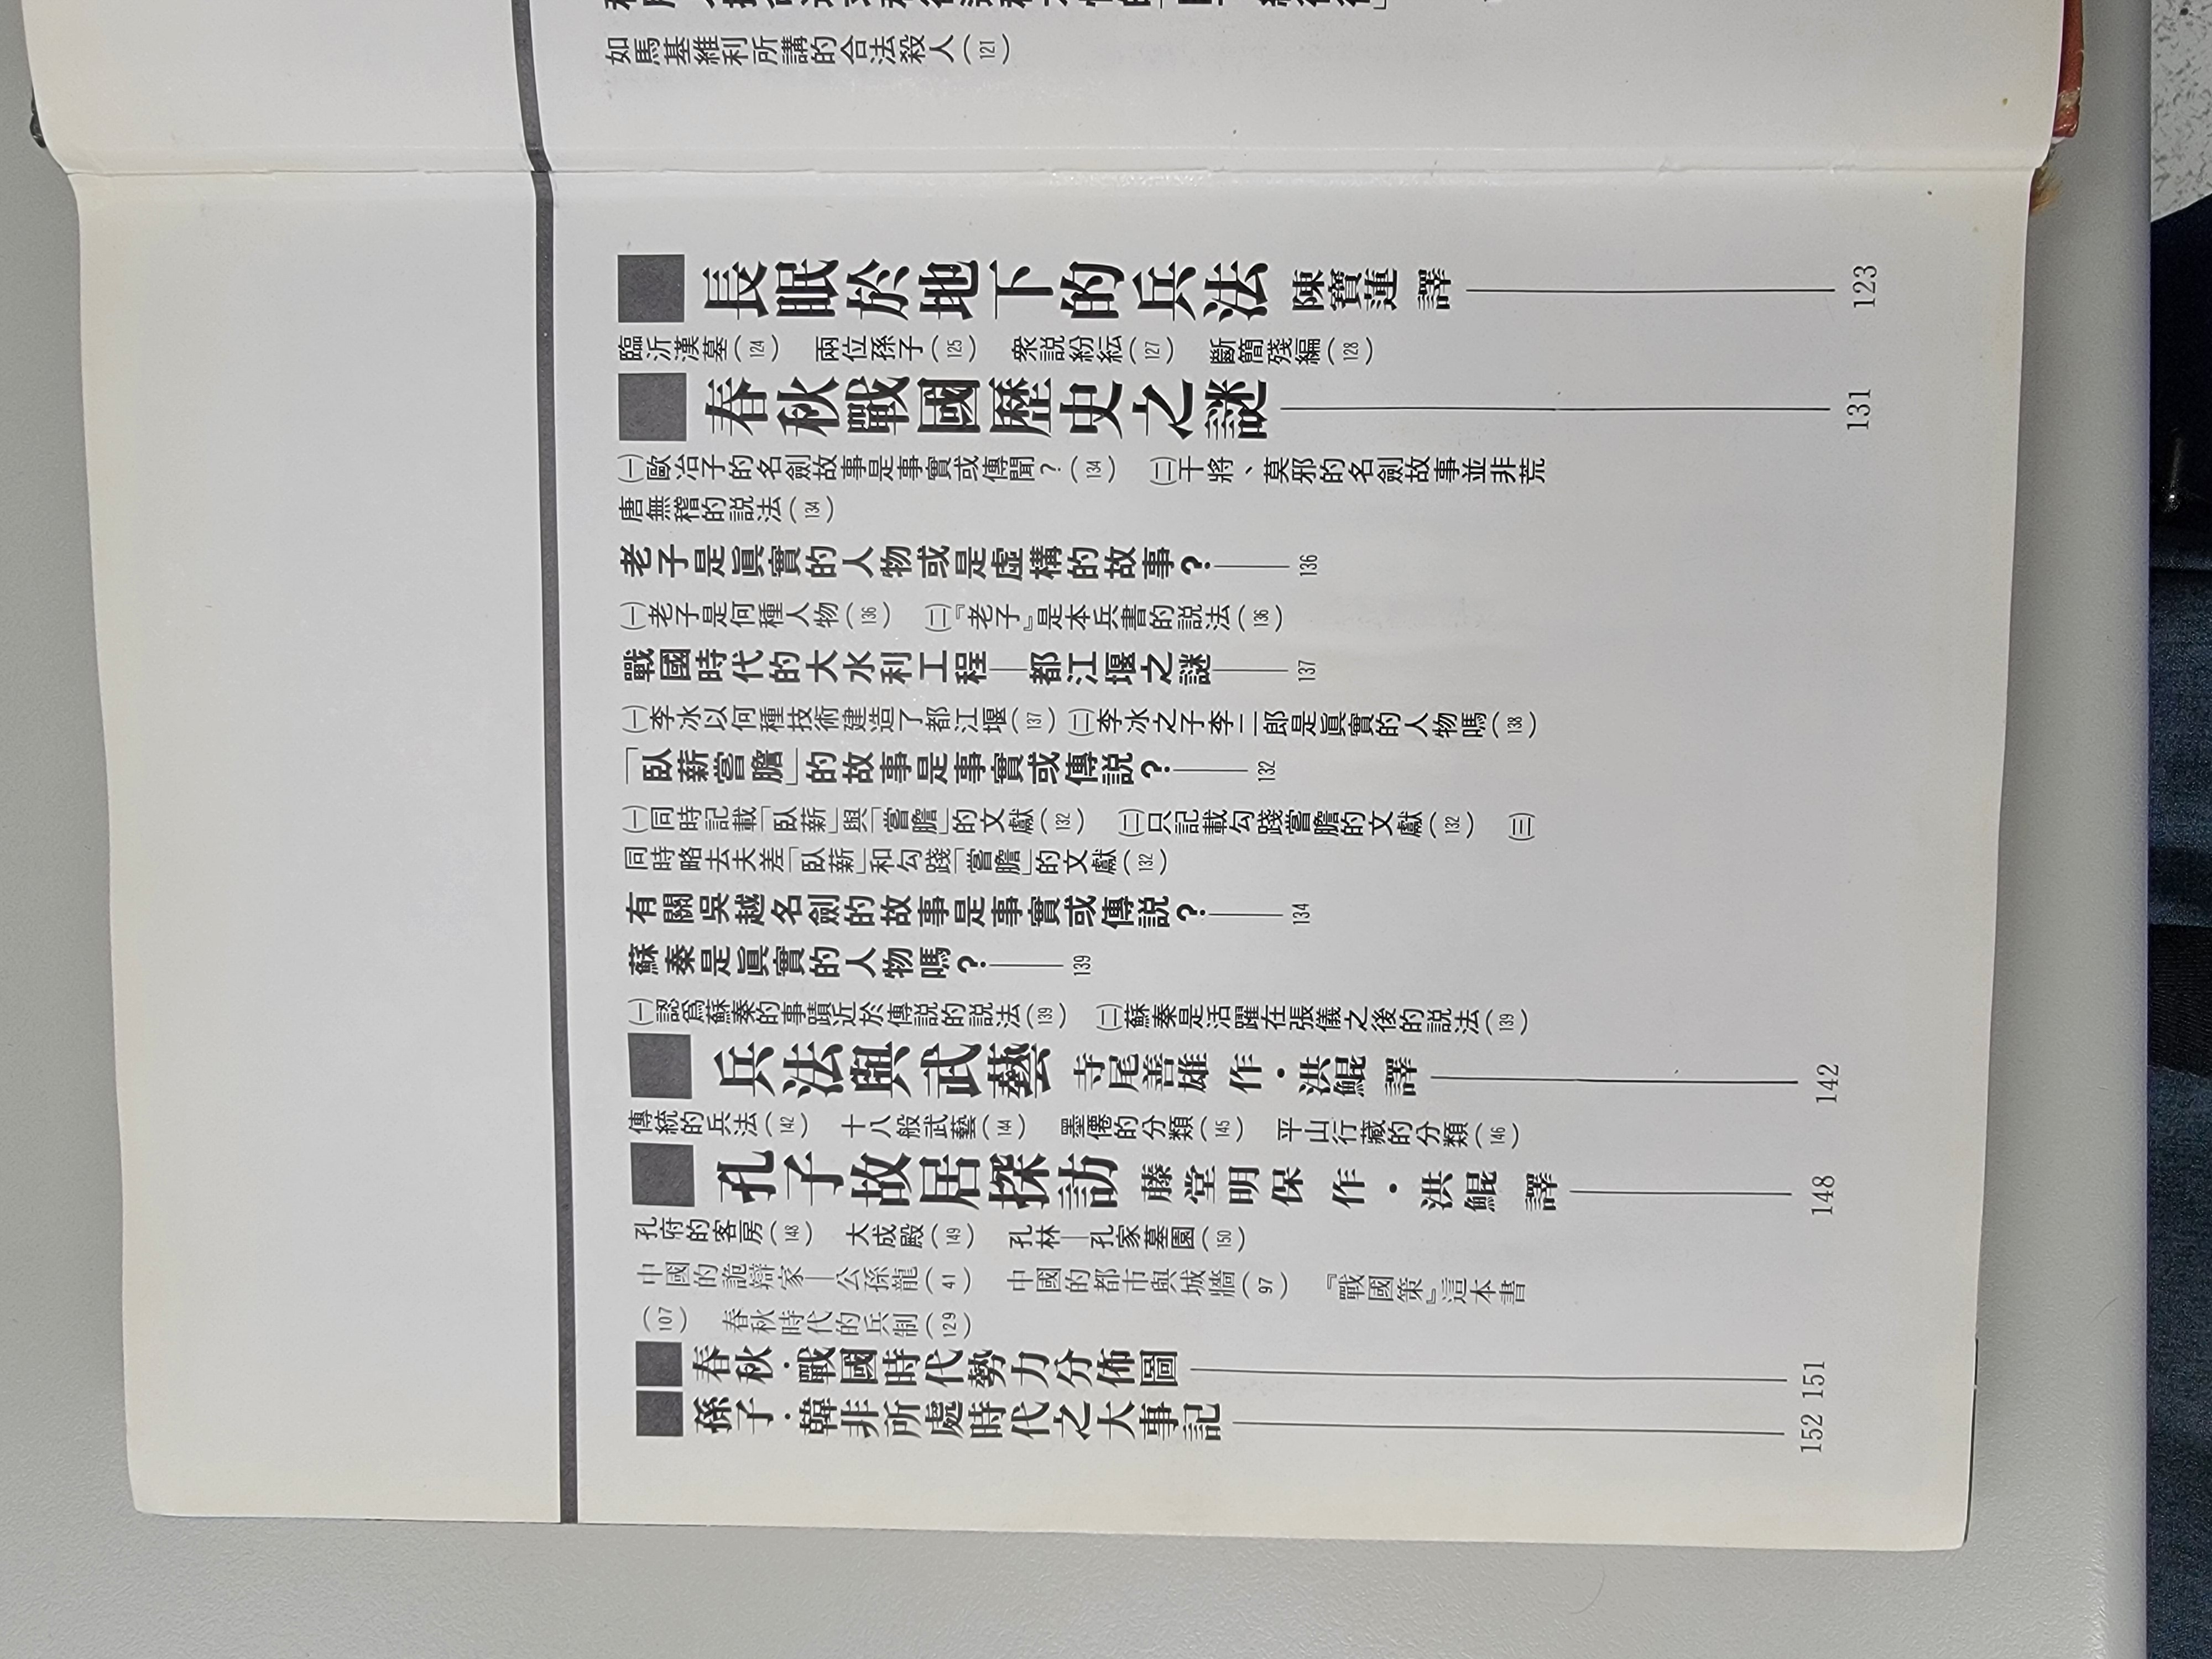 如馬基維利所講的合法殺人(121)
長眠於地下的兵法 陳寶蓮 譯 123
臨沂漢墓(124) 兩位孫子(125) 衆説紛紜(127) 斷簡殘編(128)
春秋戰國歷史之謎 131
㈠歐冶子的名劍故事是事實或傳聞?(134) ㈡干將、莫邪的名劍故事並非荒
唐無稽的説法(134)
老子是眞實的人物或是虛構的故事?136
㈠老子是何種人物(136) ㈡『老子』是本兵書的説法(136)
戰國時代的大水利工程—都江堰之謎 137
㈠李冰以何種技術建造了都江堰(137)㈡李冰之子李二郎是眞實的人物嗎(138)
「臥薪嘗膽」的故事是事實或傳説?132
㈠同時記載「臥薪」與「嘗膽」的文獻(132) ㈡只記載勾踐嘗膽的文獻(132) ㈢
同時略去夫差「臥薪」和勾踐「嘗膽」的文獻(132)
有關吳越名劍的故事是事實或傳説?134
蘇秦是眞實的人物嗎?139
㈠認爲蘇秦的事蹟近於傳説的説法(139) ㈡蘇秦是活躍在張儀之後的説法(139)
兵法與武藝 寺尾善雄 作・洪鯤 譯 142
傳統的兵法(142) 十八般武藝(144) 墨僊的分類(145) 平山行藏的分類(146)
孔子故居探訪 藤堂明保 作・洪鯤 譯 148
孔府的客房(148) 大成殿(149) 孔林—孔家墓園(150)
中國的詭辯家—公孫龍(41) 中國的都市與城牆(97) 『戰國策』這本書
(107) 春秋時代的兵制(129)
春秋・戰國時代勢力分佈圖 151
孫子・韓非所處時代之大事記 152